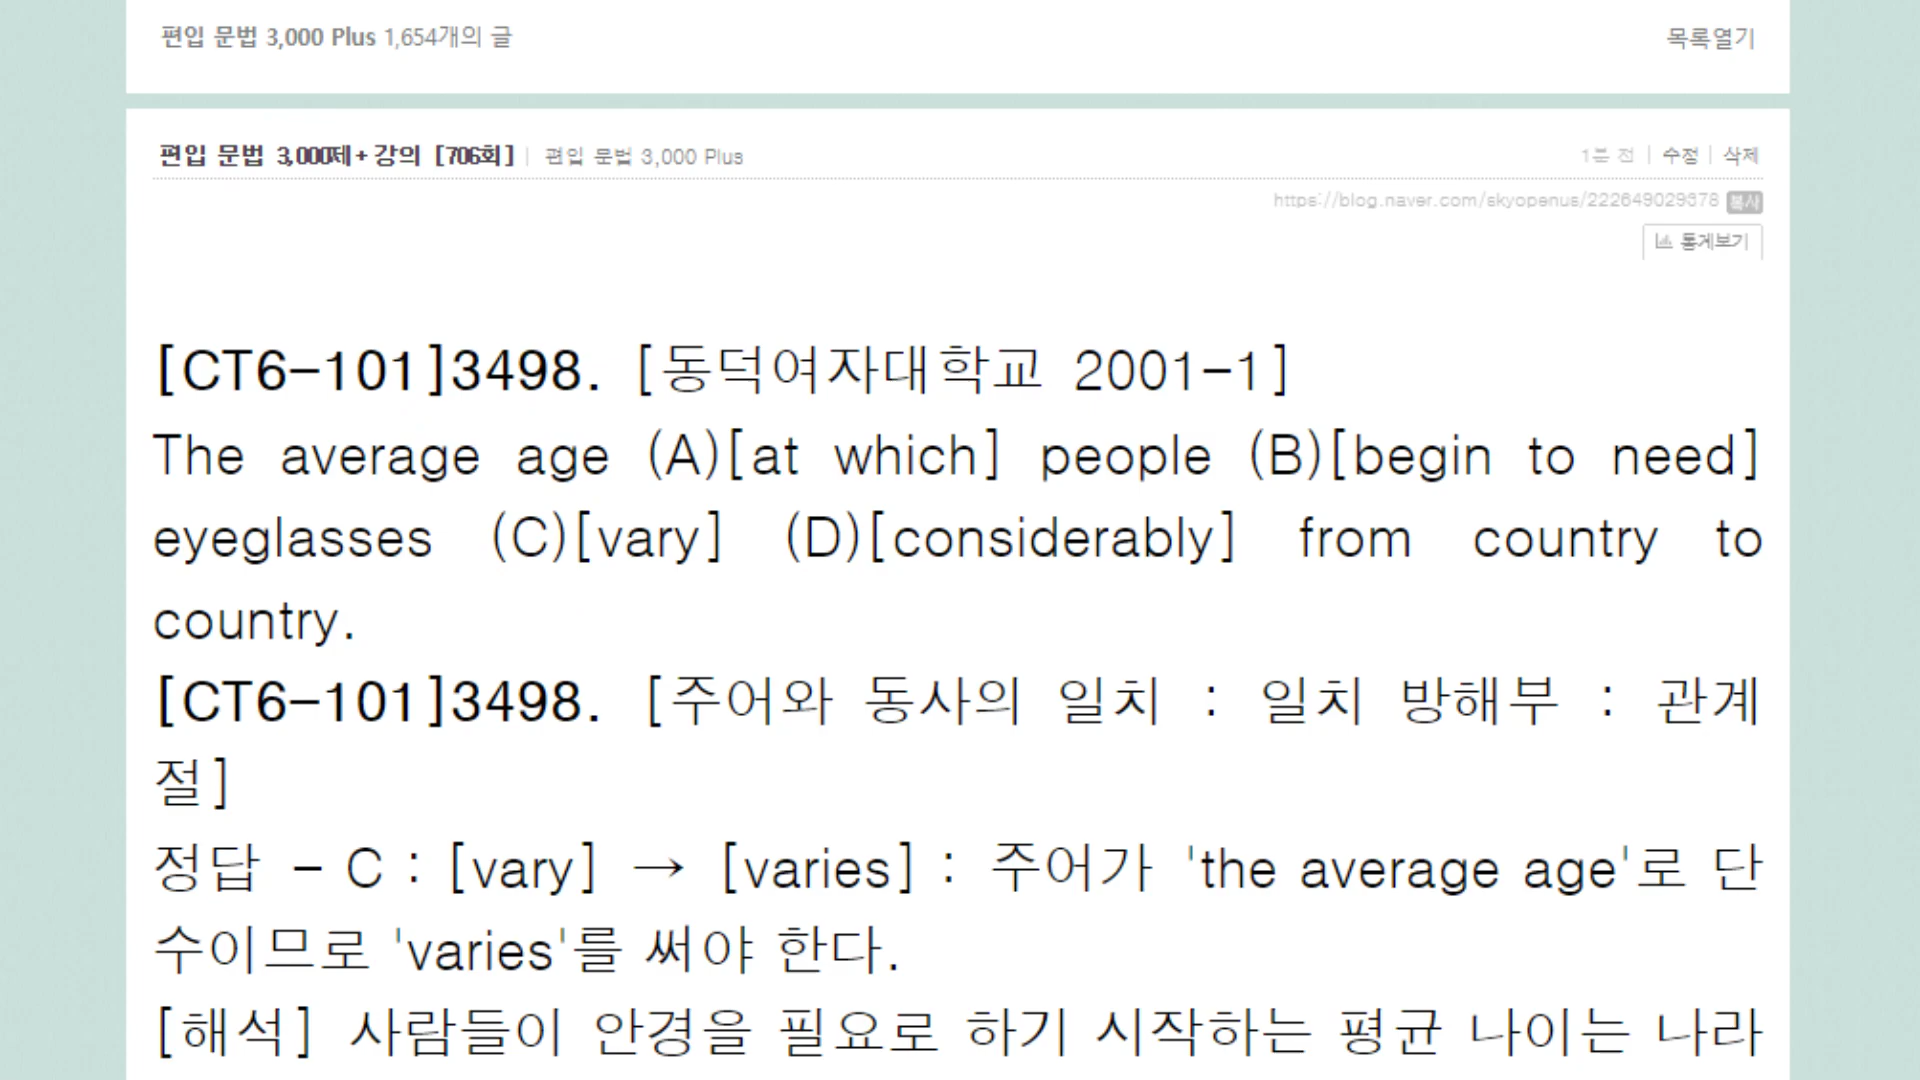 편입 문법 3,000 Plus 1,654개의 글
목록열기
편입 문법 3,000제+강의 [706회] | 편입 문법 3,000 Plus
1분 전 | 수정 | 삭제
https://blog.naver.com/skyopenus/222649029378 복사
통계보기
[CT6-101]3498. [동덕여자대학교 2001-1]
The average age (A)[at which] people (B)[begin to need]
eyeglasses (C)[vary] (D)[considerably] from country to
country.
[CT6-101]3498. [주어와 동사의 일치 : 일치 방해부 : 관계
절]
정답 - C : [vary] → [varies] : 주어가 'the average age'로 단
수이므로 'varies'를 써야 한다.
[해석] 사람들이 안경을 필요로 하기 시작하는 평균 나이는 나라